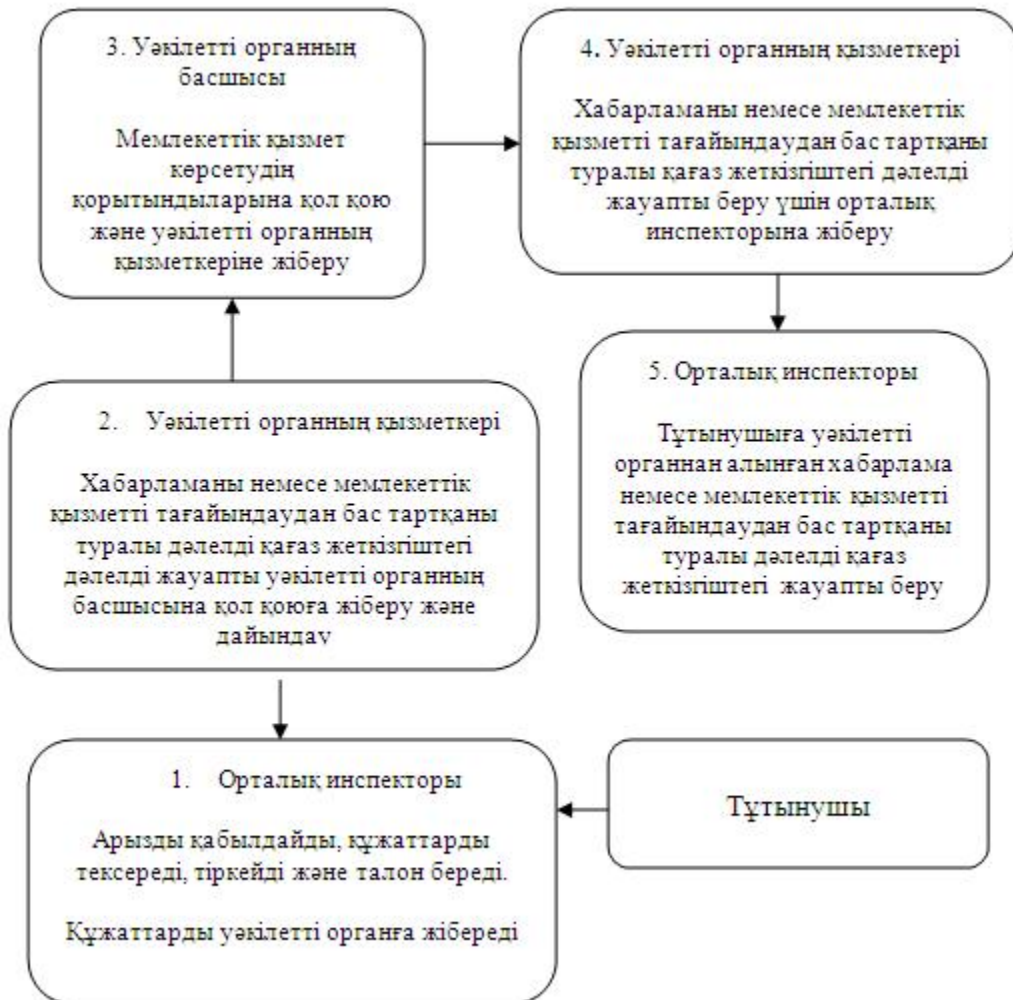 3. Уәкілетті органның
басшысы
Мемлекеттік қызмет
көрсетудің
қорытындыларына қол қою
және уәкілетті органның
қызметкеріне жіберу
4. Уәкілетті органның қызметкері
Хабарламаны немесе мемлекеттік
қызметті тағайындаудан бас тартқаны
туралы қағаз жеткізгіштегі дәлелді
жауапты беру үшін орталық
инспекторына жіберу
5. Орталық инспекторы
Тұтынушыға уәкілетті
органнан алынған хабарлама
немесе мемлекеттік қызметті
тағайындаудан бас тартқаны
туралы дәлелді қағаз
жеткізгіштегі жауапты беру
2. Уәкілетті органның қызметкері
Хабарламаны немесе мемлекеттік
қызметті тағайындаудан бас тартқаны
туралы дәлелді қағаз жеткізгіштегі
дәлелді жауапты уәкілетті органның
басшысына қол қоюға жіберу және
дайындау
1. Орталық инспекторы
Арызды қабылдайды, құжаттарды
тексереді, тіркейді және талон береді.
Құжаттарды уәкілетті органға жібереді
Тұтынушы